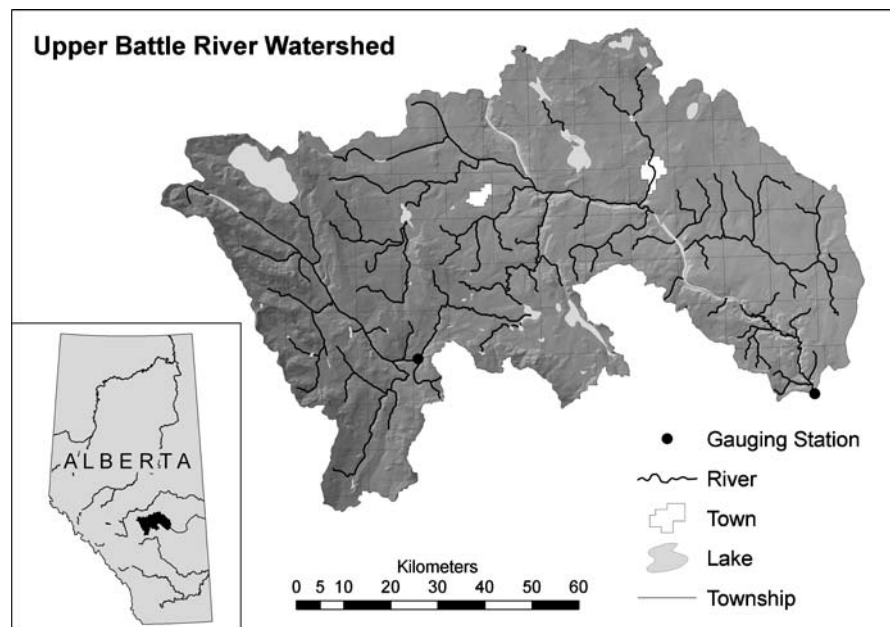 Upper Battle River Watershed
ALBERTA
Gauging Station
River
Town
Lake
Township
Kilometers
0 5 10 20 30 40 50 60